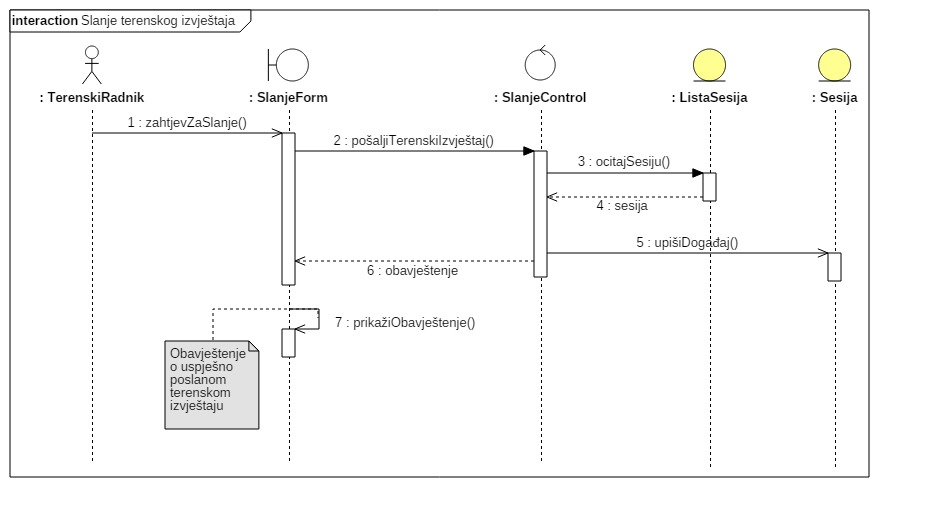 interaction Slanje terenskog izvještaja
: TerenskiRadnik
: SlanjeForm
: SlanjeControl
: ListaSesija
: Sesija
1 : zahtjevZaSlanje()
2 : pošaljiTerenskiIzvještaj()
3 : ocitajSesiju()
4 : sesija
5 : upišiDogađaj()
6 : obavještenje
7 : prikažiObavještenje()
Obavještenje
o uspješno
poslanom
terenskom
izvještaju